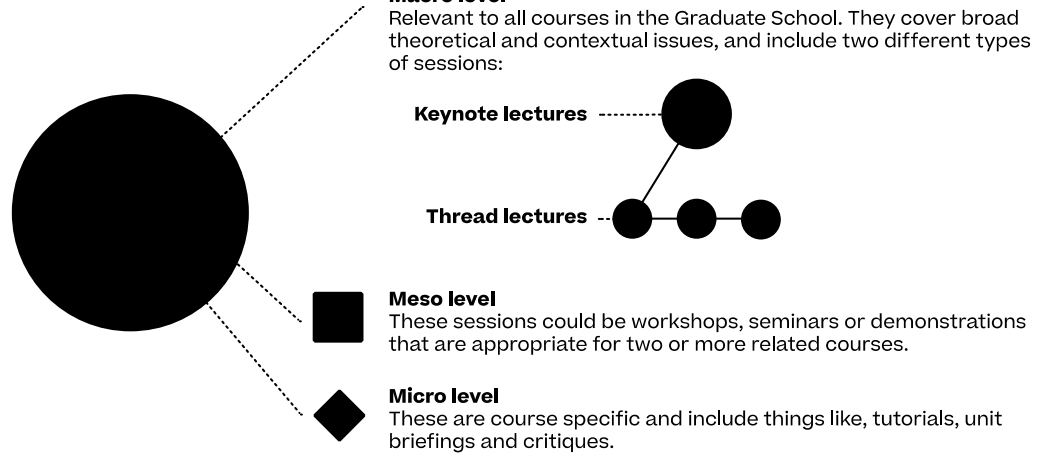 Macro level
Relevant to all courses in the Graduate School. They cover broad
theoretical and contextual issues, and include two different types
of sessions:
Keynote lectures
Thread lectures
Meso level
These sessions could be workshops, seminars or demonstrations
that are appropriate for two or more related courses.
Micro level
These are course specific and include things like, tutorials, unit
briefings and critiques.